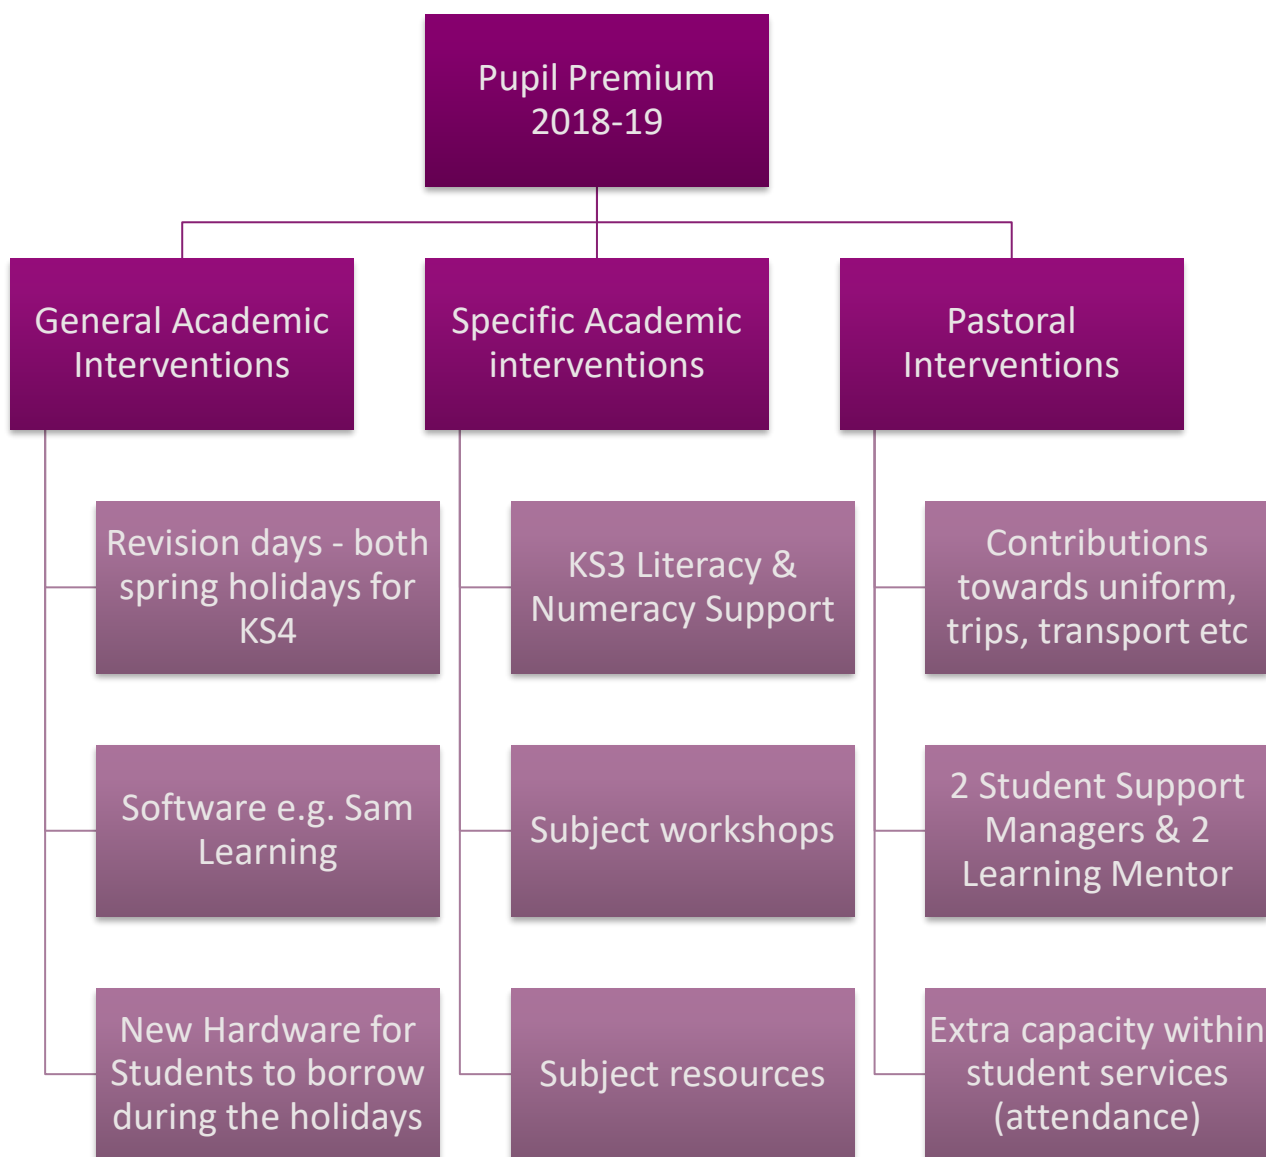 Pupil Premium
2018-19
General Academic
Interventions
Specific Academic
interventions
Pastoral
Interventions
Revision days - both
spring holidays for
KS4
KS3 Literacy &
Numeracy Support
Contributions
towards uniform,
trips, transport etc
Software e.g. Sam
Learning
Subject workshops
2 Student Support
Managers & 2
Learning Mentor
New Hardware for
Students to borrow
during the holidays
Subject resources
Extra capacity within
student services
(attendance)